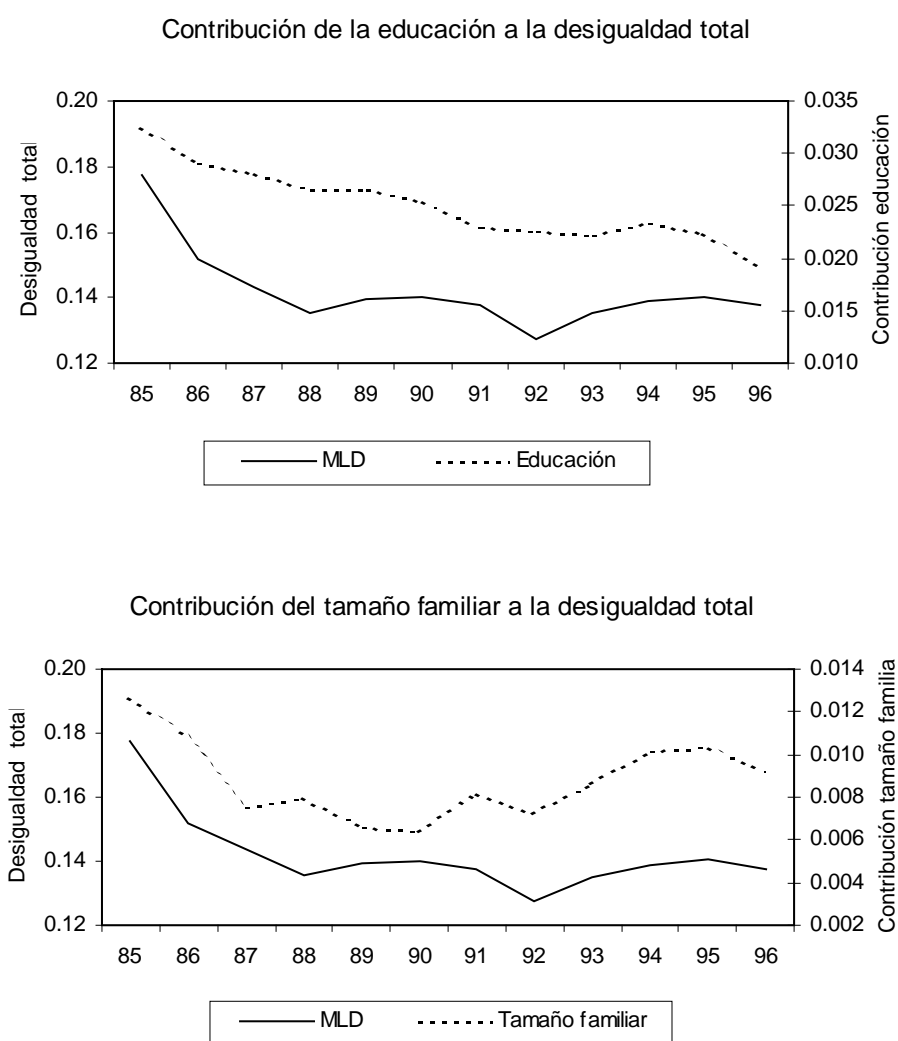 Contribución de la educación a la desigualdad total
0.20
0.18
0.16
0.14
0.12
Desigualdad total
0.035
0.030
0.025
0.020
0.015
0.010
Contribución educación
85 86 87 88 89 90 91 92 93 94 95 96
MLD Educación
Contribución del tamaño familiar a la desigualdad total
0.20
0.18
0.16
0.14
0.12
Desigualdad total
0.014
0.012
0.010
0.008
0.006
0.004
0.002
Contribución tamaño familia
85 86 87 88 89 90 91 92 93 94 95 96
MLD Tamaño familiar